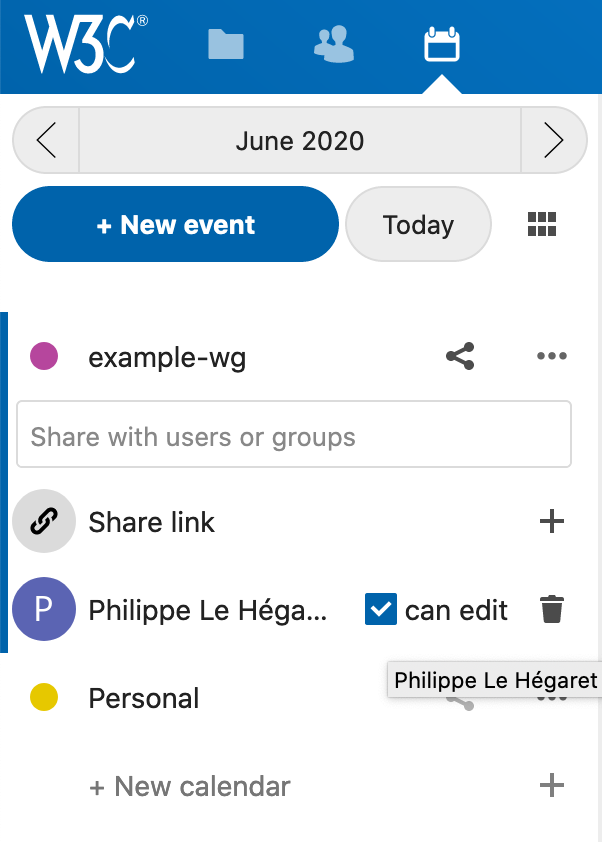 W3C®
June 2020
+ New event
Today
example-wg
Share with users or groups
Share link
P
Philippe Le Héga...
can edit
Philippe Le Hégaret
Personal
+ New calendar